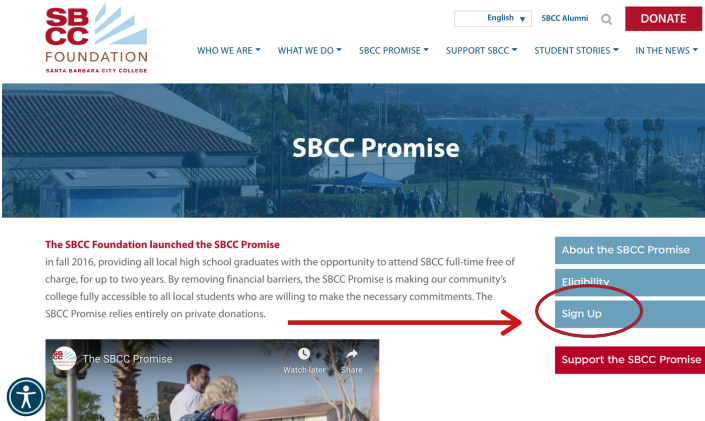 SB
CC
FOUNDATION
SANTA BARBARA CITY COLLEGE
English
SBCC Alumni
DONATE
WHO WE ARE
WHAT WE DO
SBCC PROMISE
SUPPORT SBCC
STUDENT STORIES
IN THE NEWS
SBCC Promise
The SBCC Foundation launched the SBCC Promise
in fall 2016, providing all local high school graduates with the opportunity to attend SBCC full-time free of
charge, for up to two years. By removing financial barriers, the SBCC Promise is making our community's
college fully accessible to all local students who are willing to make the necessary commitments. The
SBCC Promise relies entirely on private donations.
About the SBCC Promise
Eligibility
Sign Up
Support the SBCC Promise
The SBCC Promise
Watch later
Share